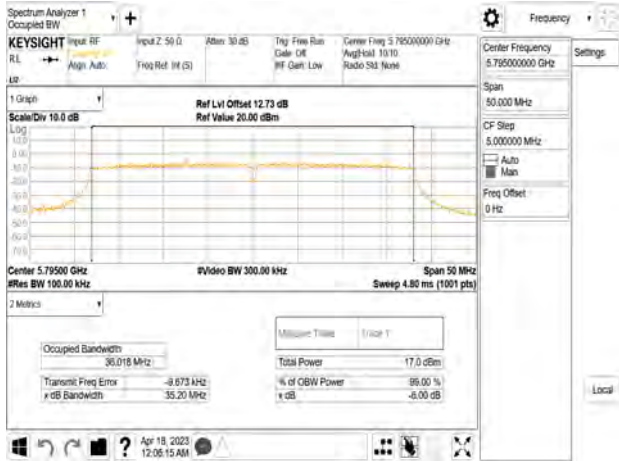 Spectrum Analyzer 1
Occupied BW
Frequency
KEYSIGHT
RL
Input: RF
Align: Auto
Input Z: 50 Ω
Freq Ref: Int (S)
Atten: 30 dB
Trig: Free Run
Gate: Off
#IF Gain: Low
Center Freq: 5.795000000 GHz
Avg|Hold: 10/10
Radio Std: None
Center Frequency
5.795000000 GHz
Settings
Span
50.000 MHz
CF Step
5.000000 MHz
Auto
Man
Freq Offset
0 Hz
1 Graph
Scale/Div 10.0 dB
Ref Lvl Offset 12.73 dB
Ref Value 20.00 dBm
Log
10.0
0.00
Center 5.79500 GHz
#Res BW 100.00 kHz
#Video BW 300.00 kHz
Span 50 MHz
Sweep 4.80 ms (1001 pts)
2 Metrics
Measure Trace
Trace 1
Occupied Bandwidth
36.018 MHz
Total Power
17.0 dBm
Transmit Freq Error
-9.673 kHz
% of OBW Power
99.00 %
x dB Bandwidth
35.20 MHz
x dB
-6.00 dB
Local
Apr 18, 2023
12:06:15 AM